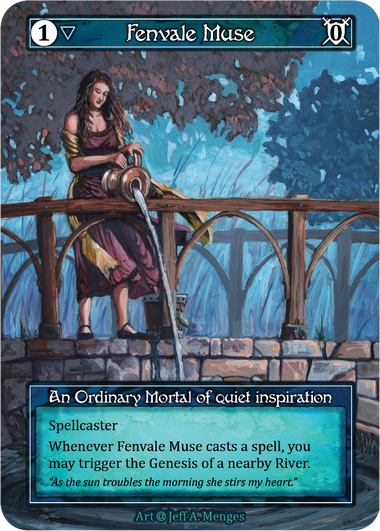 1 Fenvale Muse 0
An Ordinary Mortal of quiet inspiration
Spellcaster
Whenever Fenvale Muse casts a spell, you
may trigger the Genesis of a nearby River.
"As the sun troubles the morning she stirs my heart."
Art @ Jeff A. Menges